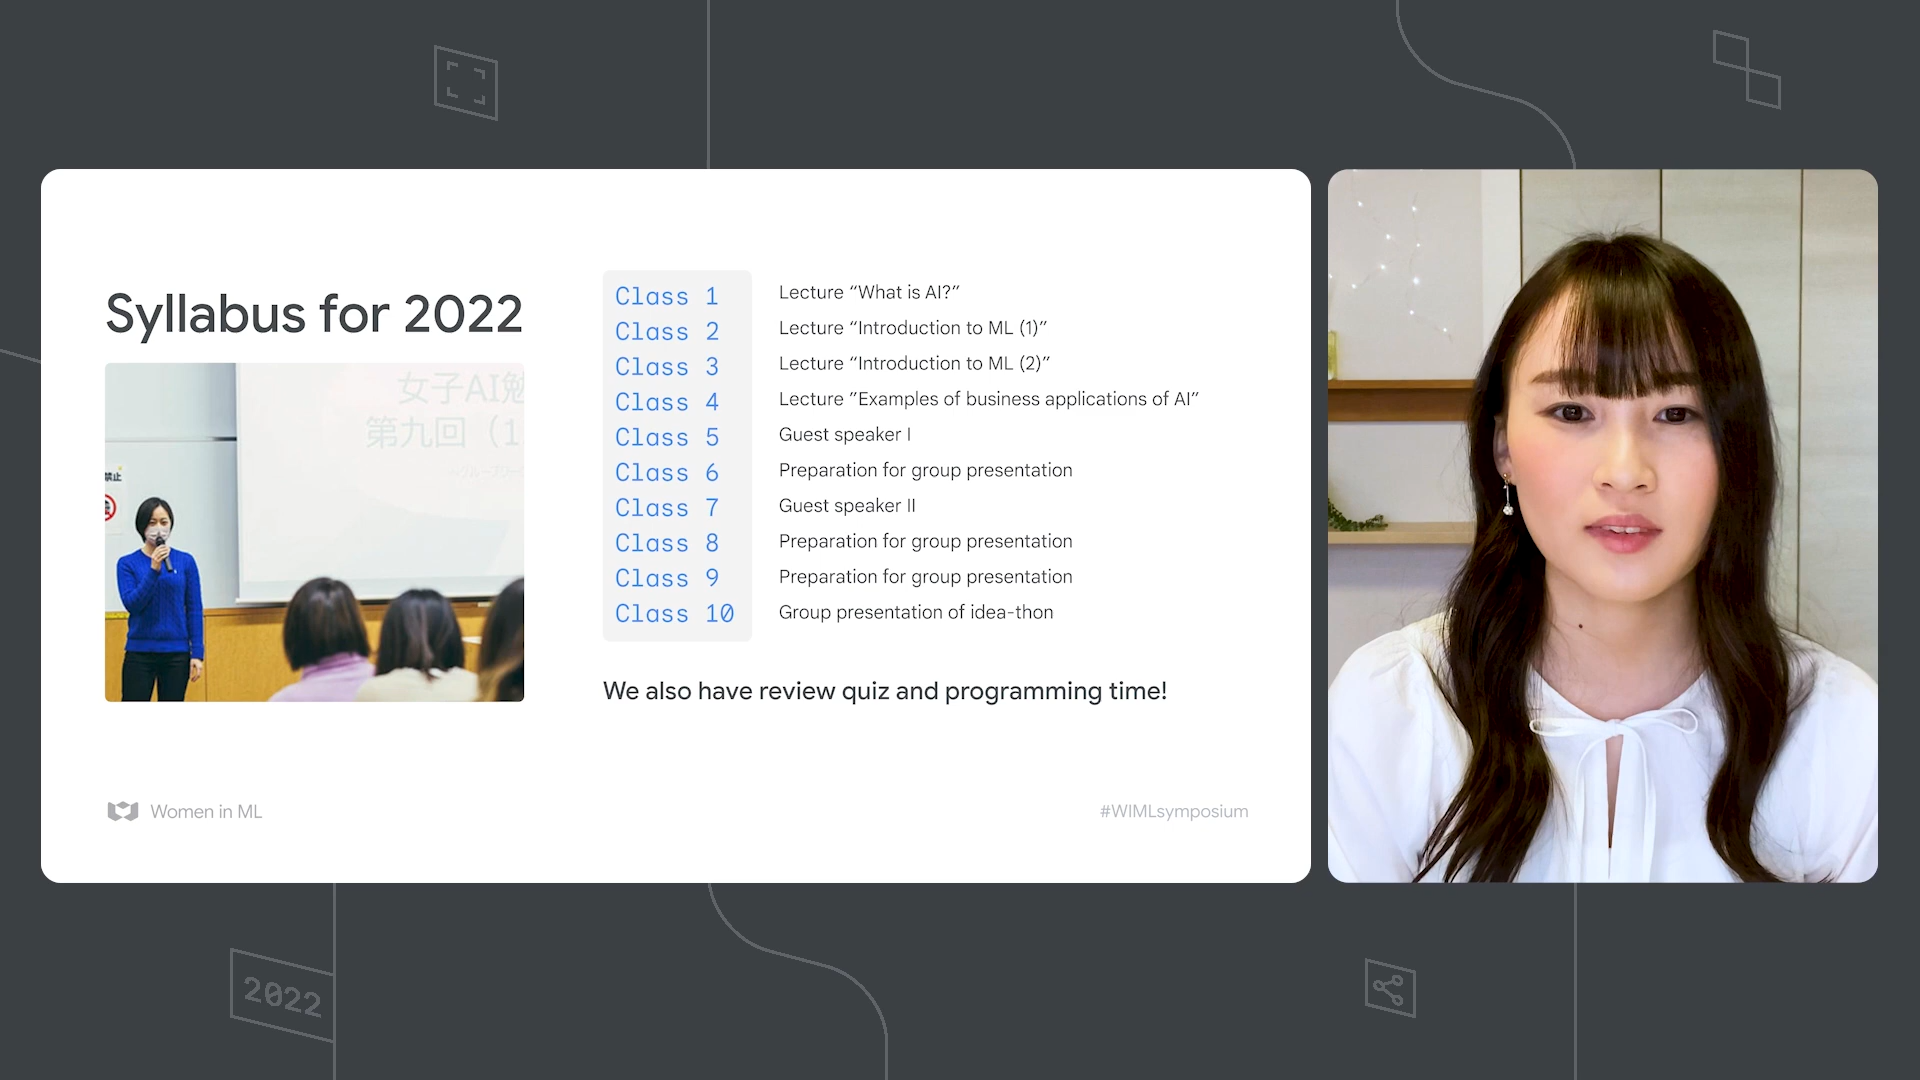 Syllabus for 2022
女子AI勉
第九回（1
禁止
Class 1 Lecture “What is AI?”
Class 2 Lecture “Introduction to ML (1)”
Class 3 Lecture “Introduction to ML (2)”
Class 4 Lecture ”Examples of business applications of AI”
Class 5 Guest speaker I
Class 6 Preparation for group presentation
Class 7 Guest speaker II
Class 8 Preparation for group presentation
Class 9 Preparation for group presentation
Class 10 Group presentation of idea-thon
We also have review quiz and programming time!
Women in ML
#WIMLsymposium
2022